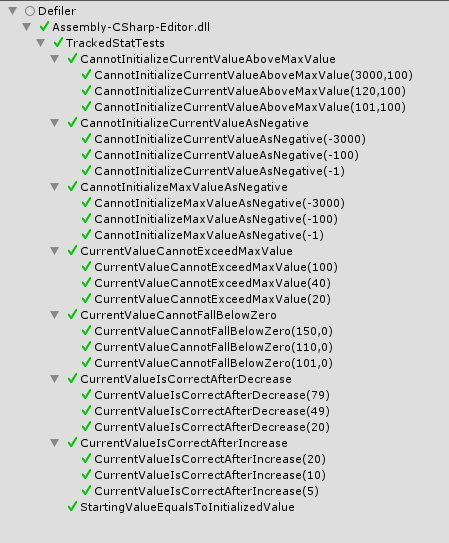 Defiler
Assembly-CSharp-Editor.dll
TrackedStatTests
CannotInitializeCurrentValueAboveMaxValue
CannotInitializeCurrentValueAboveMaxValue(3000,100)
CannotInitializeCurrentValueAboveMaxValue(120,100)
CannotInitializeCurrentValueAboveMaxValue(101,100)
CannotInitializeCurrentValueAsNegative
CannotInitializeCurrentValueAsNegative(-3000)
CannotInitializeCurrentValueAsNegative(-100)
CannotInitializeCurrentValueAsNegative(-1)
CannotInitializeMaxValueAsNegative
CannotInitializeMaxValueAsNegative(-3000)
CannotInitializeMaxValueAsNegative(-100)
CannotInitializeMaxValueAsNegative(-1)
CurrentValueCannotExceedMaxValue
CurrentValueCannotExceedMaxValue(100)
CurrentValueCannotExceedMaxValue(40)
CurrentValueCannotExceedMaxValue(20)
CurrentValueCannotFallBelowZero
CurrentValueCannotFallBelowZero(150,0)
CurrentValueCannotFallBelowZero(110,0)
CurrentValueCannotFallBelowZero(101,0)
CurrentValueIsCorrectAfterDecrease
CurrentValueIsCorrectAfterDecrease(79)
CurrentValueIsCorrectAfterDecrease(49)
CurrentValueIsCorrectAfterDecrease(20)
CurrentValueIsCorrectAfterIncrease
CurrentValueIsCorrectAfterIncrease(20)
CurrentValueIsCorrectAfterIncrease(10)
CurrentValueIsCorrectAfterIncrease(5)
StartingValueEqualsToInitializedValue